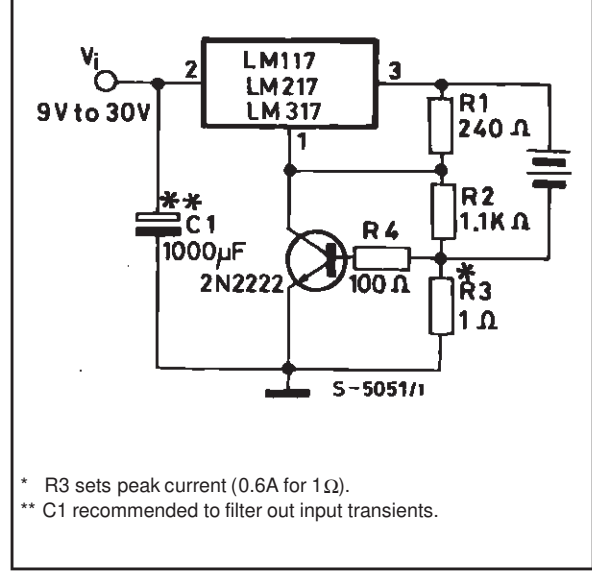 Vi
9V to 30V
2
LM117
LM217
LM317
3
1
R1
240 Ω
R2
1.1K Ω
**
C1
1000μF
2N2222
R4
100 Ω
*
R3
1 Ω
S-5051/1
* R3 sets peak current (0.6A for 1Ω).
** C1 recommended to filter out input transients.